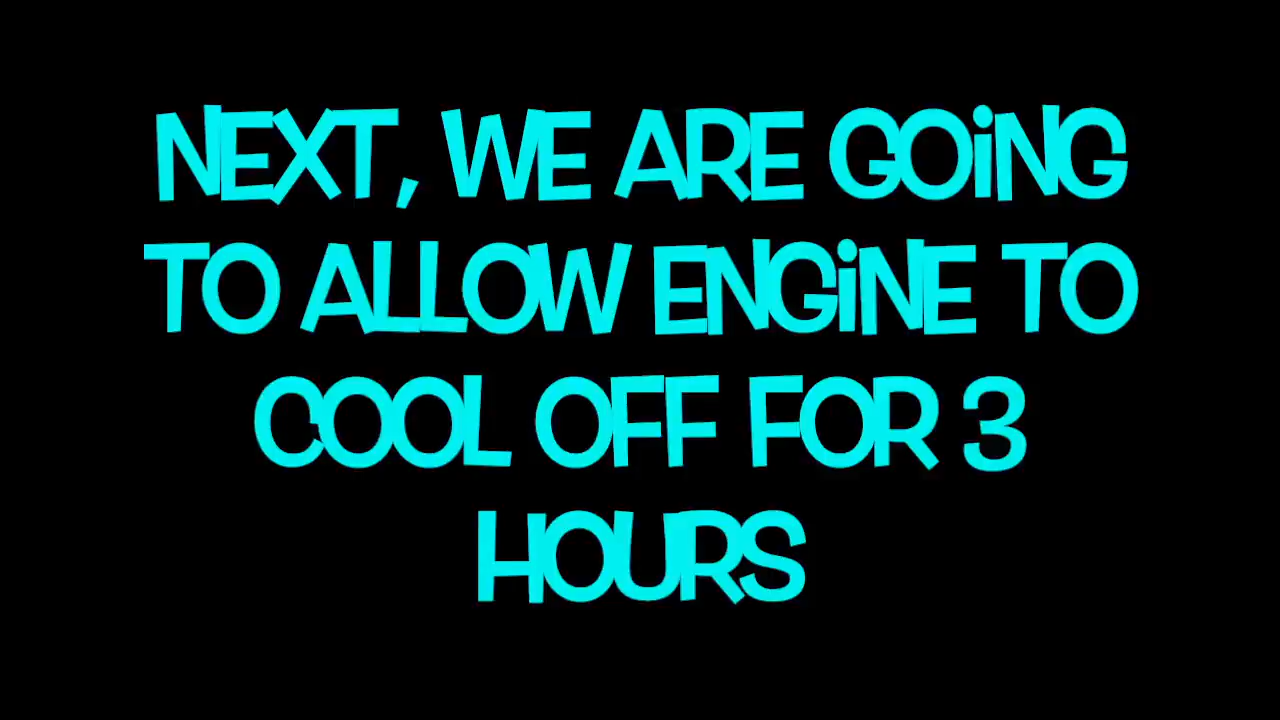 NEXT, WE ARE GOiNG
TO ALLOW ENGiNE TO
COOL OFF FOR 3
HOURS